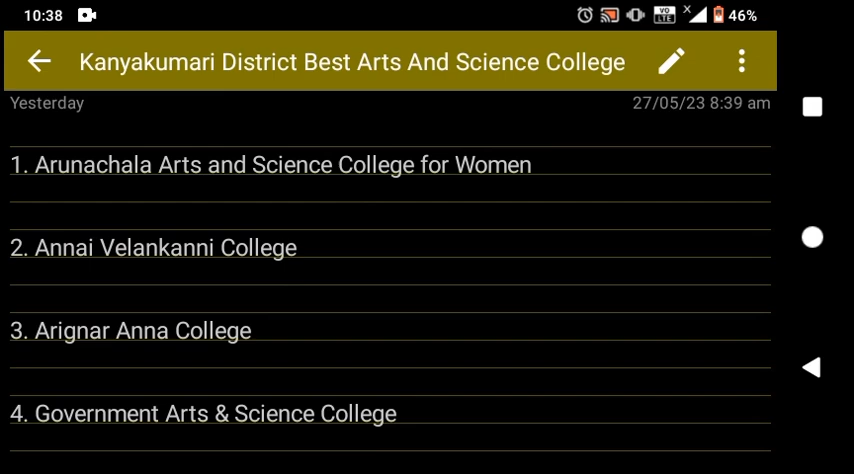 10:38
VO LTE X 46%
Kanyakumari District Best Arts And Science College
Yesterday 27/05/23 8:39 am
1. Arunachala Arts and Science College for Women
2. Annai Velankanni College
3. Arignar Anna College
4. Government Arts & Science College